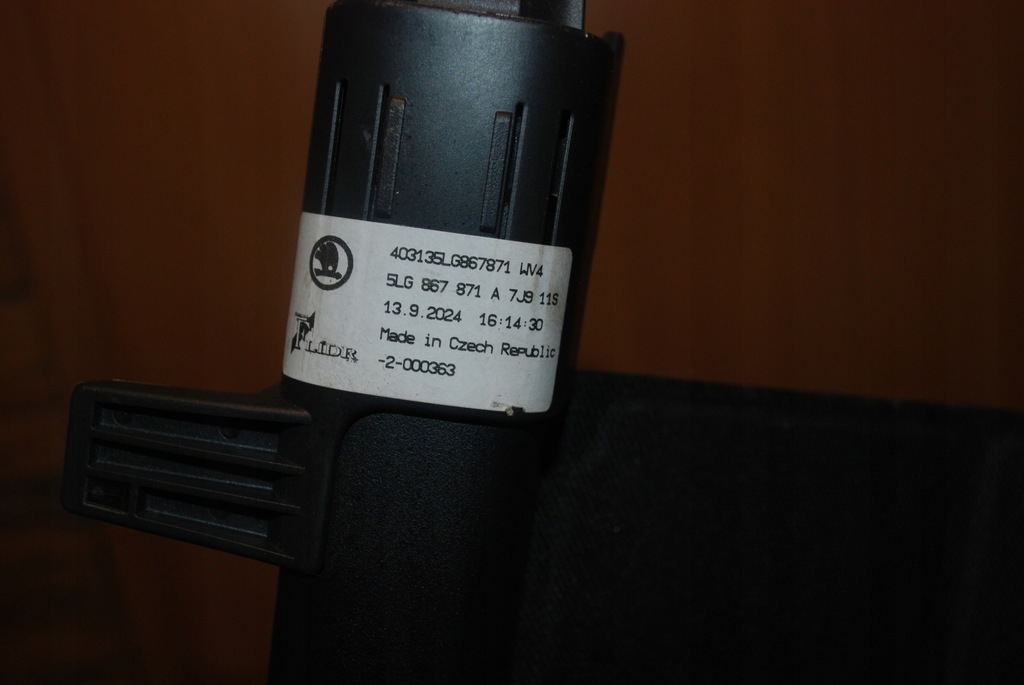 403135LG867871 WV4
5LG 867 871 A 7J9 11S
13.9.2024 16:14:30
Made in Czech Republic
-2-000363
FLIDR